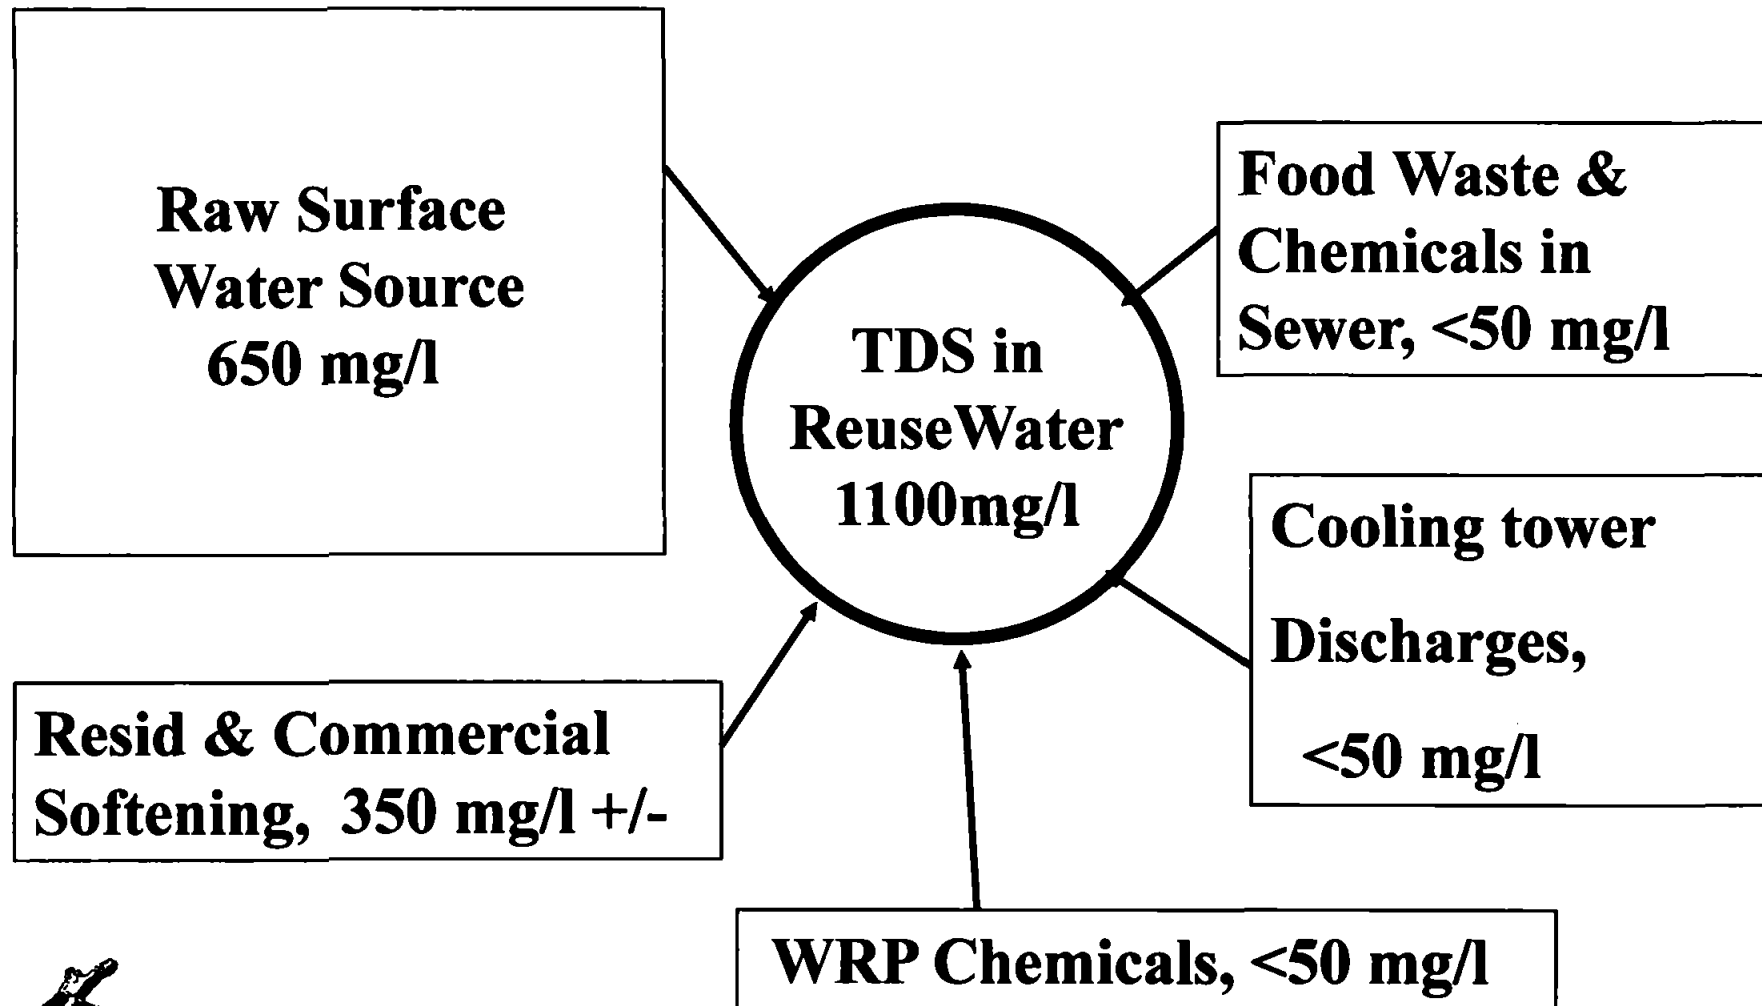 Raw Surface
Water Source
650 mg/l
Food Waste &
Chemicals in
Sewer, <50 mg/l
TDS in
ReuseWater
1100mg/l
Cooling tower
Discharges,
<50 mg/l
Resid & Commercial
Softening, 350 mg/l +/-
WRP Chemicals, <50 mg/l